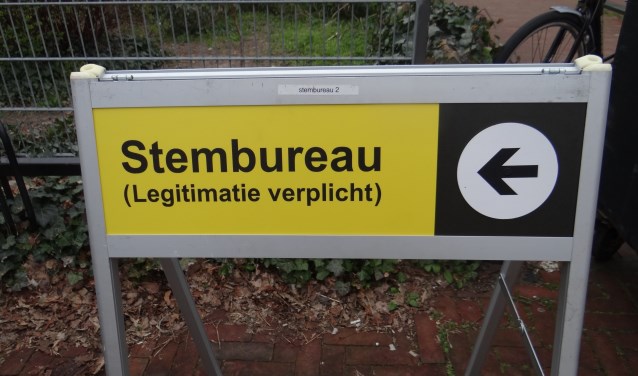 stembureau 2
Stembureau
(Legitimatie verplicht)